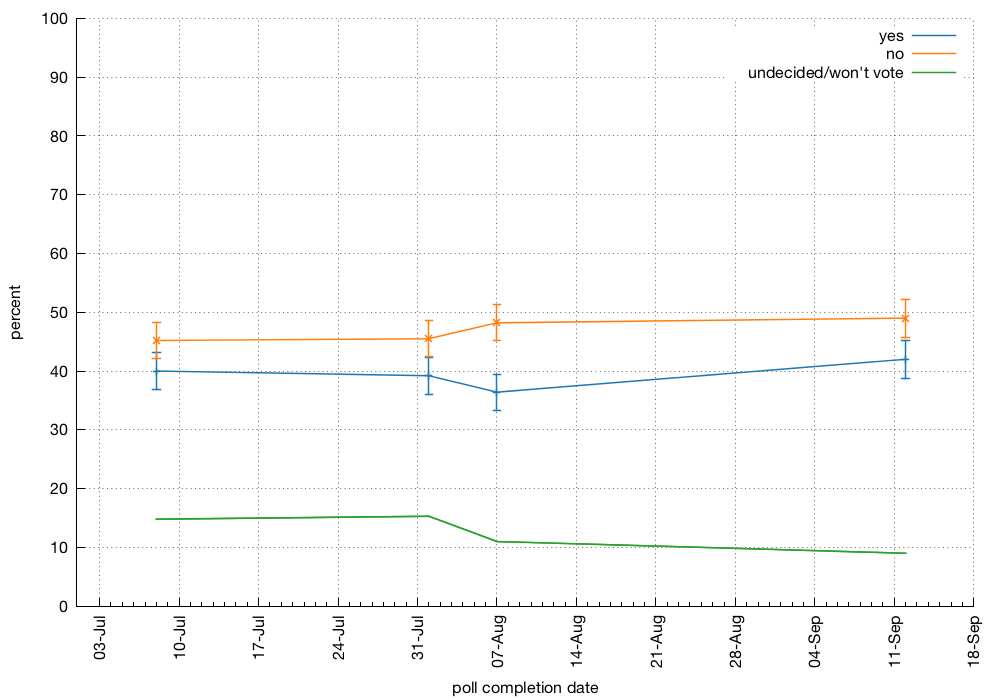 100
90
80
70
60
50
40
30
20
10
0
percent
yes
no
undecided/won't vote
03-Jul
10-Jul
17-Jul
24-Jul
31-Jul
07-Aug
14-Aug
21-Aug
28-Aug
04-Sep
11-Sep
18-Sep
poll completion date